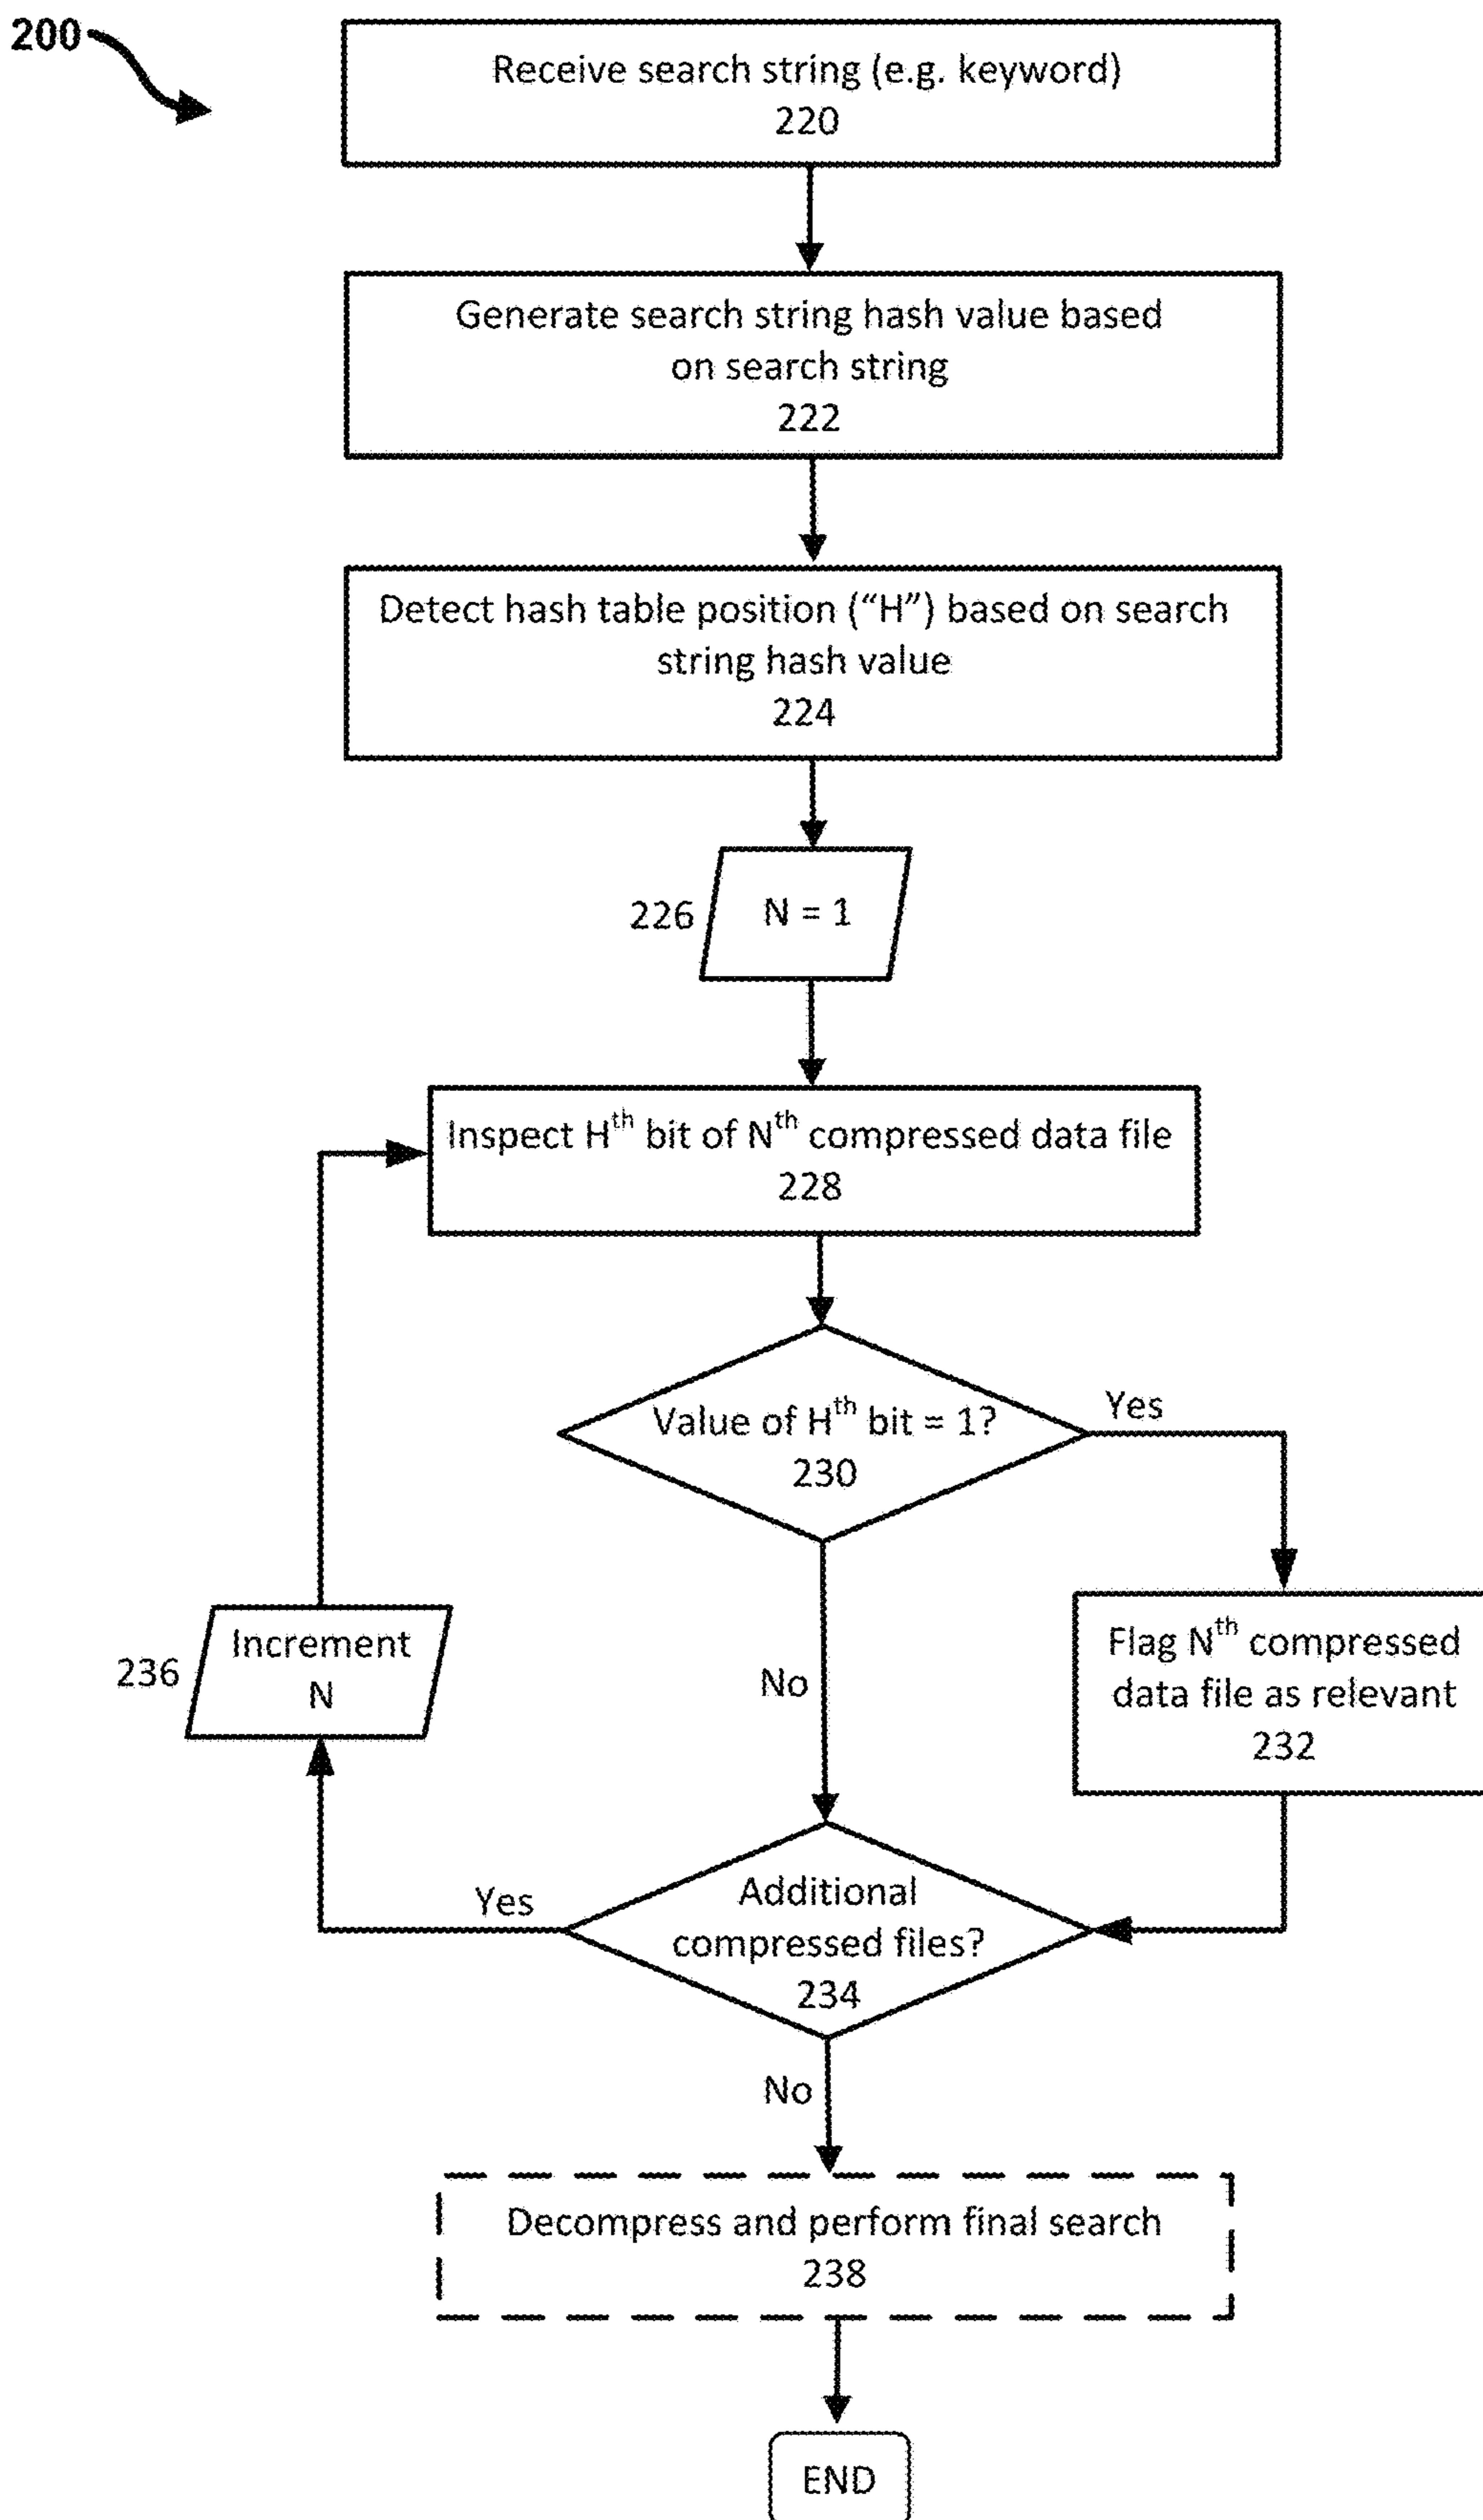 200
Receive search string (e.g. keyword)
220
Generate search string hash value based
on search string
222
Detect hash table position (“H”) based on search
string hash value
224
226
N = 1
Inspect Hth bit of Nth compressed data file
228
Value of Hth bit = 1?
230
Yes
No
Flag Nth compressed
data file as relevant
232
236
Increment
N
Yes
Additional
compressed files?
234
No
Decompress and perform final search
238
END